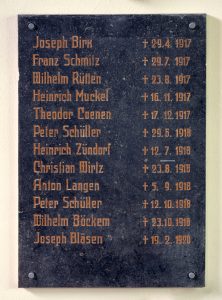 Joseph Birx † 29.4.1917
Franz Schmitz † 29.7.1917
Wilhelm Rütten † 23.8.1917
Heinrich Muckel † 16.11.1917
Theodor Coenen † 17.12.1917
Peter Schüller † 29.5.1918
Heinrich Zündorf † 12.7.1918
Christian Wirtz † 23.8.1918
Anton Langen † 5.9.1918
Peter Schüller † 12.10.1918
Wilhelm Böckem † 23.10.1918
Joseph Bläsen † 19.2.1920